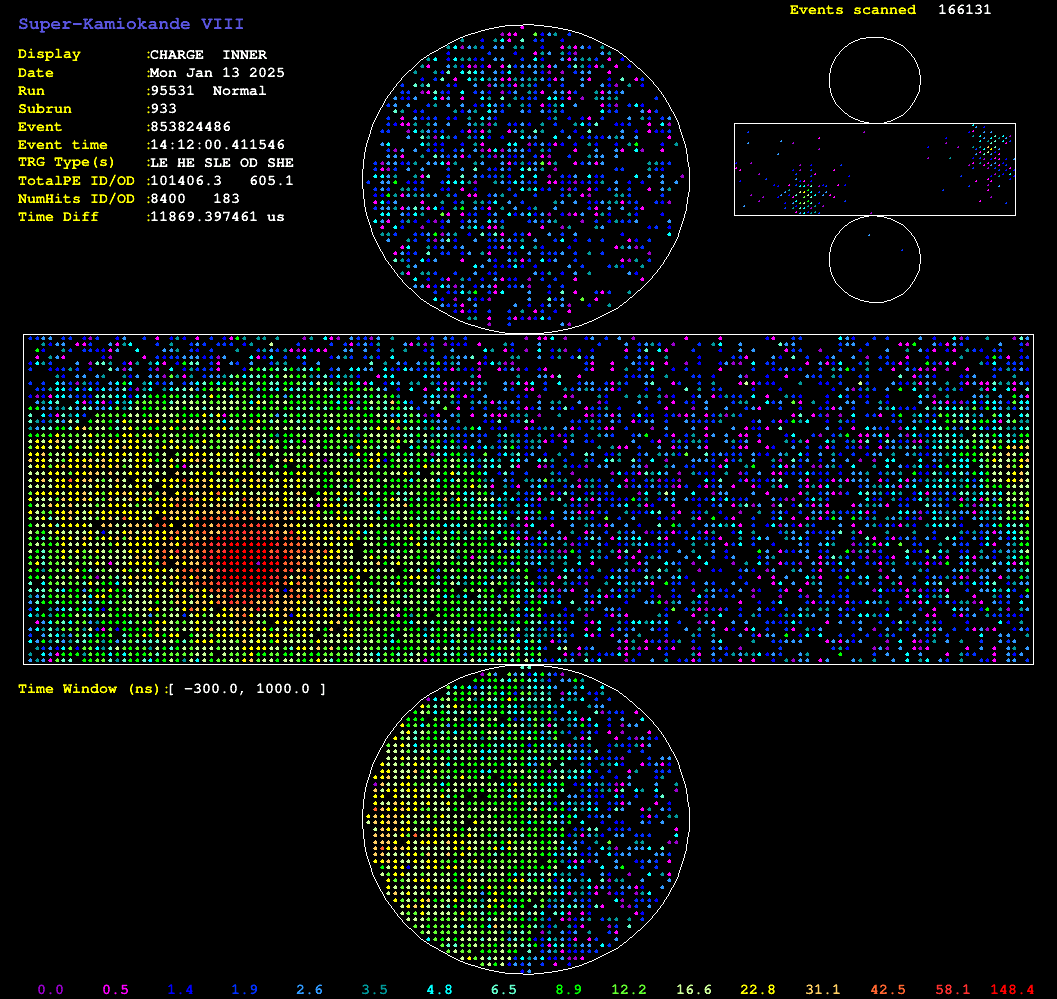 Super-Kamiokande VIII
Events scanned 166131
Display :CHARGE INNER
Date :Mon Jan 13 2025
Run :95531 Normal
Subrun :933
Event :853824486
Event time :14:12:00.411546
TRG Type(s) :LE HE SLE OD SHE
TotalPE ID/OD :101406.3 605.1
NumHits ID/OD :8400 183
Time Diff :11869.397461 us
Time Window (ns):[ -300.0, 1000.0 ]
0.0 0.5 1.4 1.9 2.6 3.5 4.8 6.5 8.9 12.2 16.6 22.8 31.1 42.5 58.1 148.4